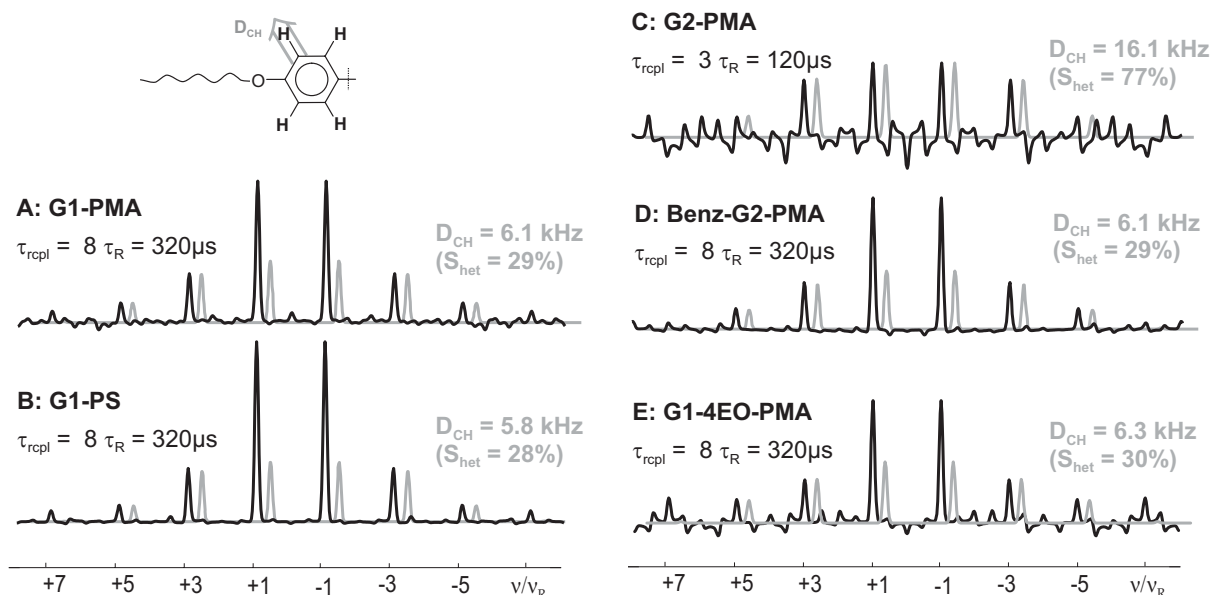 D_CH
H H
O
H H
A: G1-PMA
τ_rcpl = 8 τ_R = 320μs
D_CH = 6.1 kHz
(S_het = 29%)
B: G1-PS
τ_rcpl = 8 τ_R = 320μs
D_CH = 5.8 kHz
(S_het = 28%)
+7 +5 +3 +1 -1 -3 -5 ν/ν_R
C: G2-PMA
τ_rcpl = 3 τ_R = 120μs
D_CH = 16.1 kHz
(S_het = 77%)
D: Benz-G2-PMA
τ_rcpl = 8 τ_R = 320μs
D_CH = 6.1 kHz
(S_het = 29%)
E: G1-4EO-PMA
τ_rcpl = 8 τ_R = 320μs
D_CH = 6.3 kHz
(S_het = 30%)
+7 +5 +3 +1 -1 -3 -5 ν/ν_R